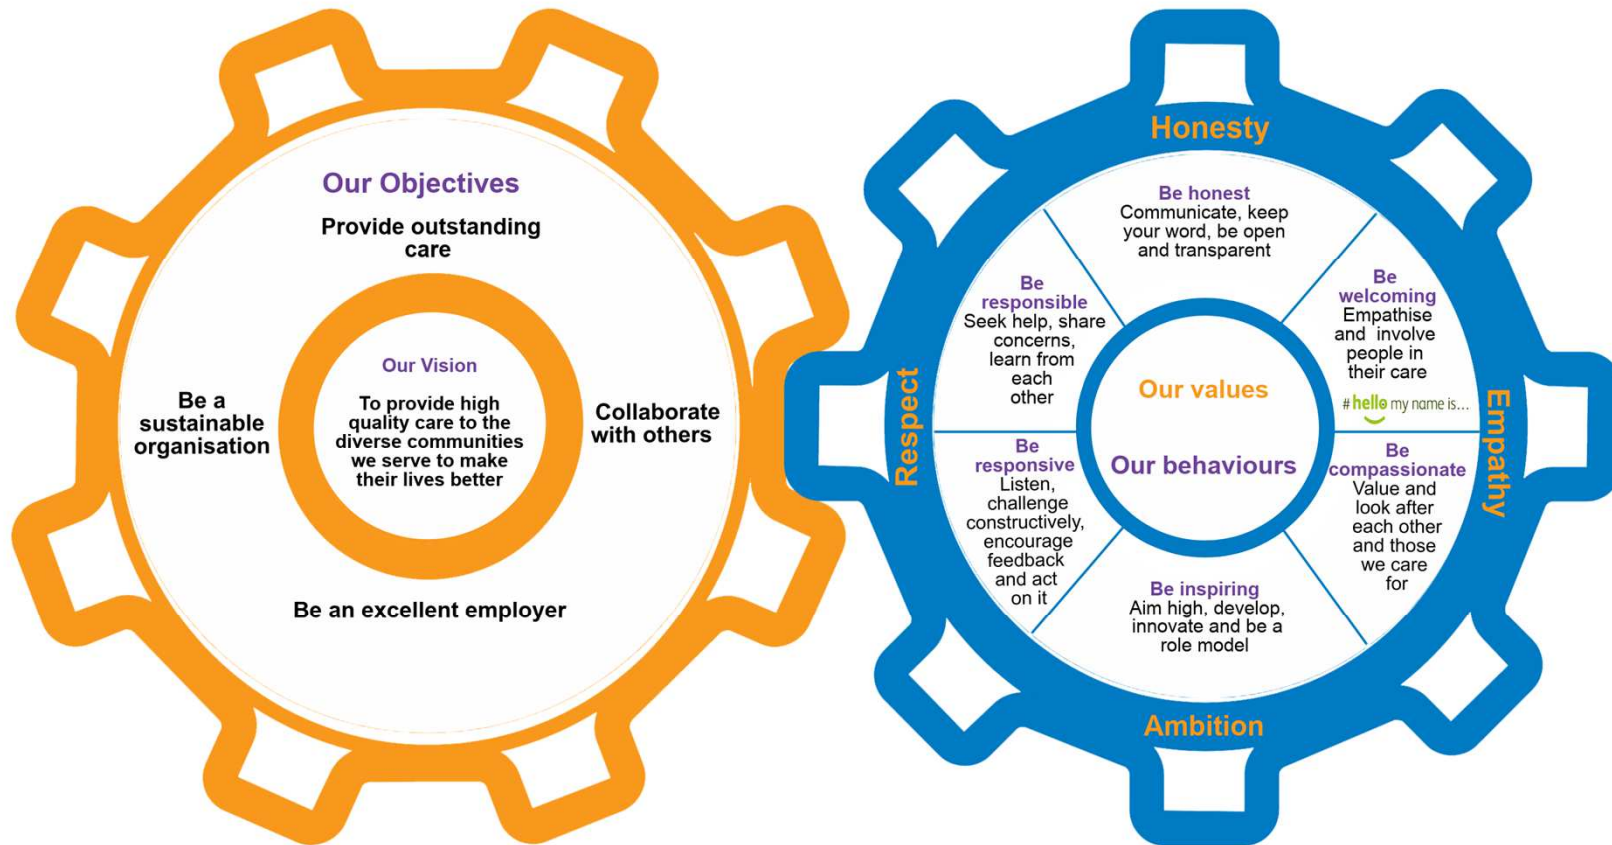 Our Objectives
Provide outstanding
care
Our Vision
To provide high
quality care to the
diverse communities
we serve to make
their lives better
Be a
sustainable
organisation
Collaborate
with others
Be an excellent employer
Honesty
Be honest
Communicate, keep
your word, be open
and transparent
Be
welcoming
Empathise
and involve
people in
their care
#hello my name is...
Empathy
Be
compassionate
Value and
look after
each other
and those
we care
for
Be inspiring
Aim high, develop,
innovate and be a
role model
Ambition
Be
responsive
Listen,
challenge
constructively,
encourage
feedback
and act
on it
Respect
Be
responsible
Seek help, share
concerns,
learn from
each
other
Our values
Our behaviours